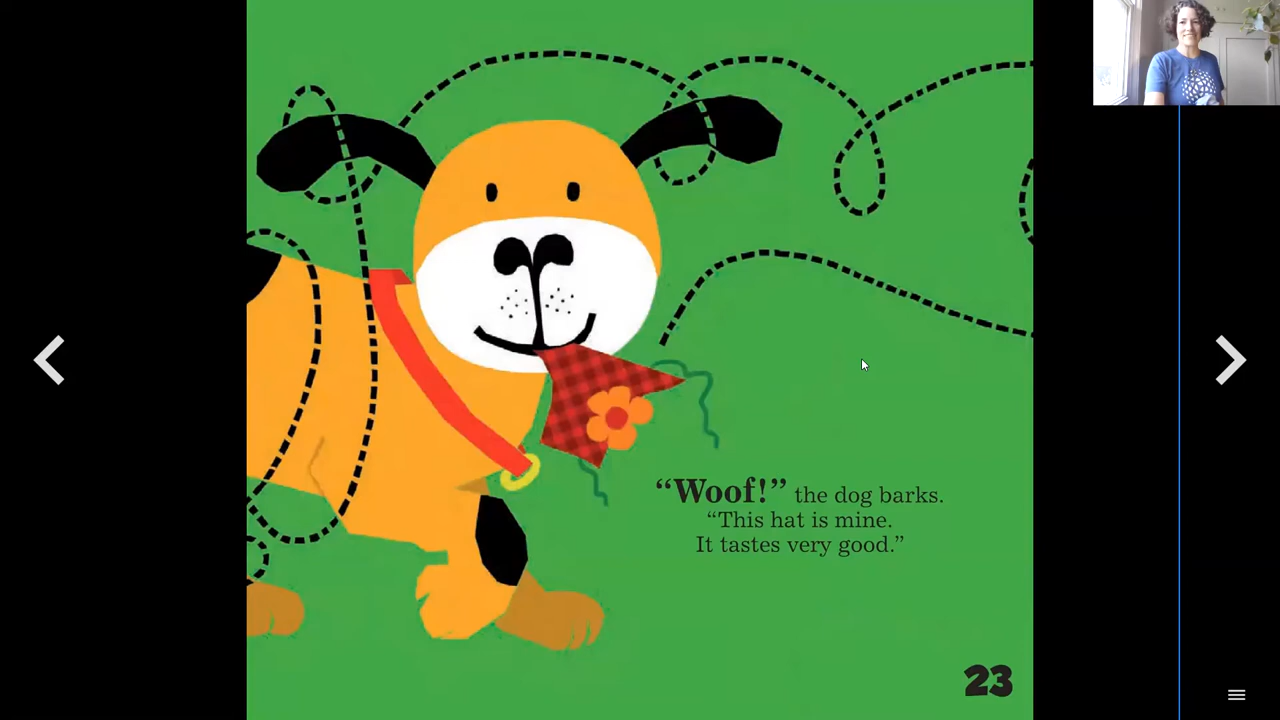 “Woof!” the dog barks.
“This hat is mine.
It tastes very good.”
23